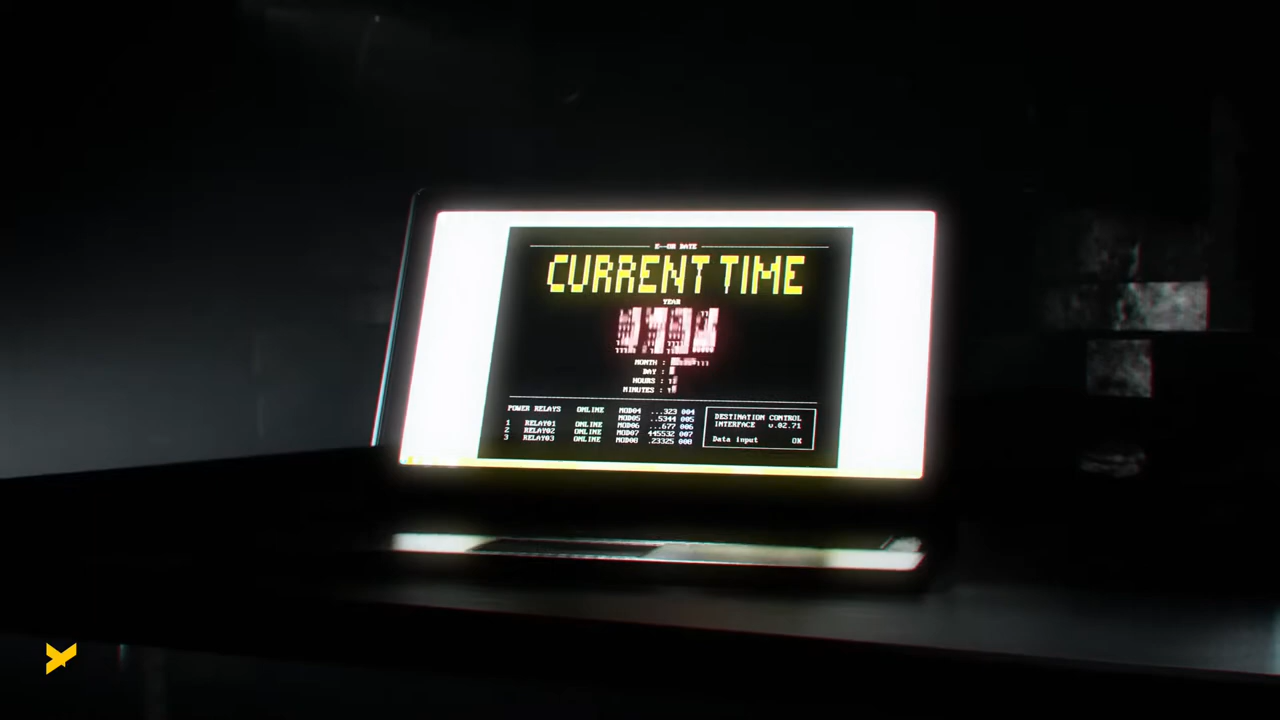 CURRENT TIME
YEAR
MONTH :
DAY :
HOURS :
MINUTES :
POWER RELAYS ONLINE
1 RELAY01 ONLINE
2 RELAY02 ONLINE
3 RELAY03 ONLINE
MOD04 ...323 004
MOD05 ..5344 005
MOD06 ...677 006
MOD07 445532 007
MOD08 .23325 008
DESTINATION CONTROL
INTERFACE v.02.71
Data input OK